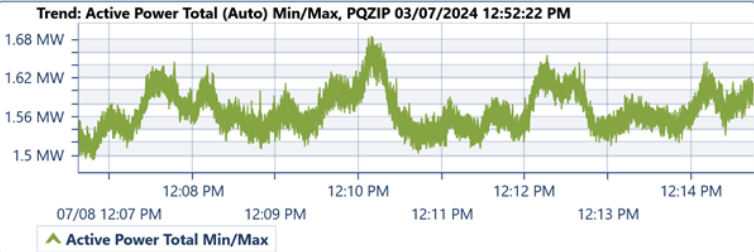 Trend: Active Power Total (Auto) Min/Max, PQZIP 03/07/2024 12:52:22 PM
1.68 MW
1.62 MW
1.56 MW
1.5 MW
12:08 PM 12:10 PM 12:12 PM 12:14 PM
07/08 12:07 PM 12:09 PM 12:11 PM 12:13 PM
Active Power Total Min/Max